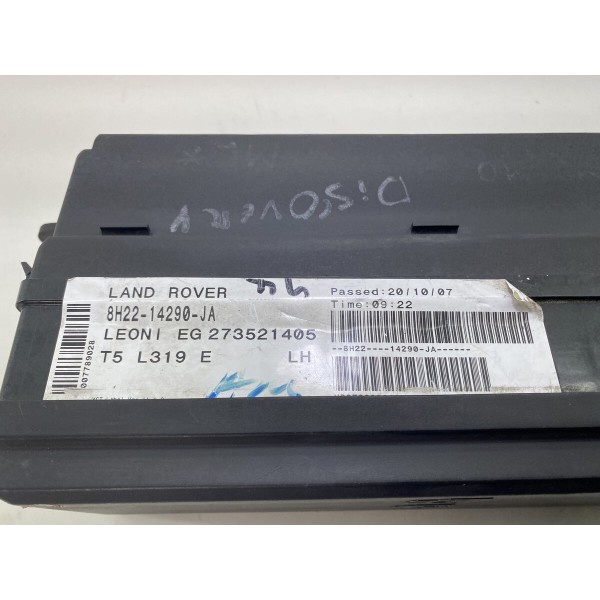 DISCOVERY
LAND ROVER
8H22-14290-JA
LEONI EG 273521405
T5 L319 E LH
007789028
Passed:20/10/07
Time:09:22
--8H22----14290-JA------